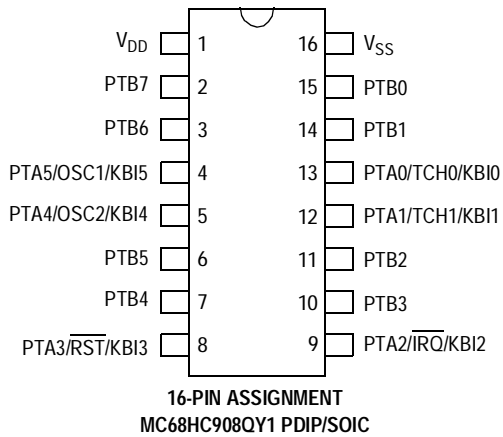 V_DD 1 16 V_SS
PTB7 2 15 PTB0
PTB6 3 14 PTB1
PTA5/OSC1/KBI5 4 13 PTA0/TCH0/KBI0
PTA4/OSC2/KBI4 5 12 PTA1/TCH1/KBI1
PTB5 6 11 PTB2
PTB4 7 10 PTB3
PTA3/R̅S̅T̅/KBI3 8 9 PTA2/I̅R̅Q̅/KBI2
16-PIN ASSIGNMENT
MC68HC908QY1 PDIP/SOIC